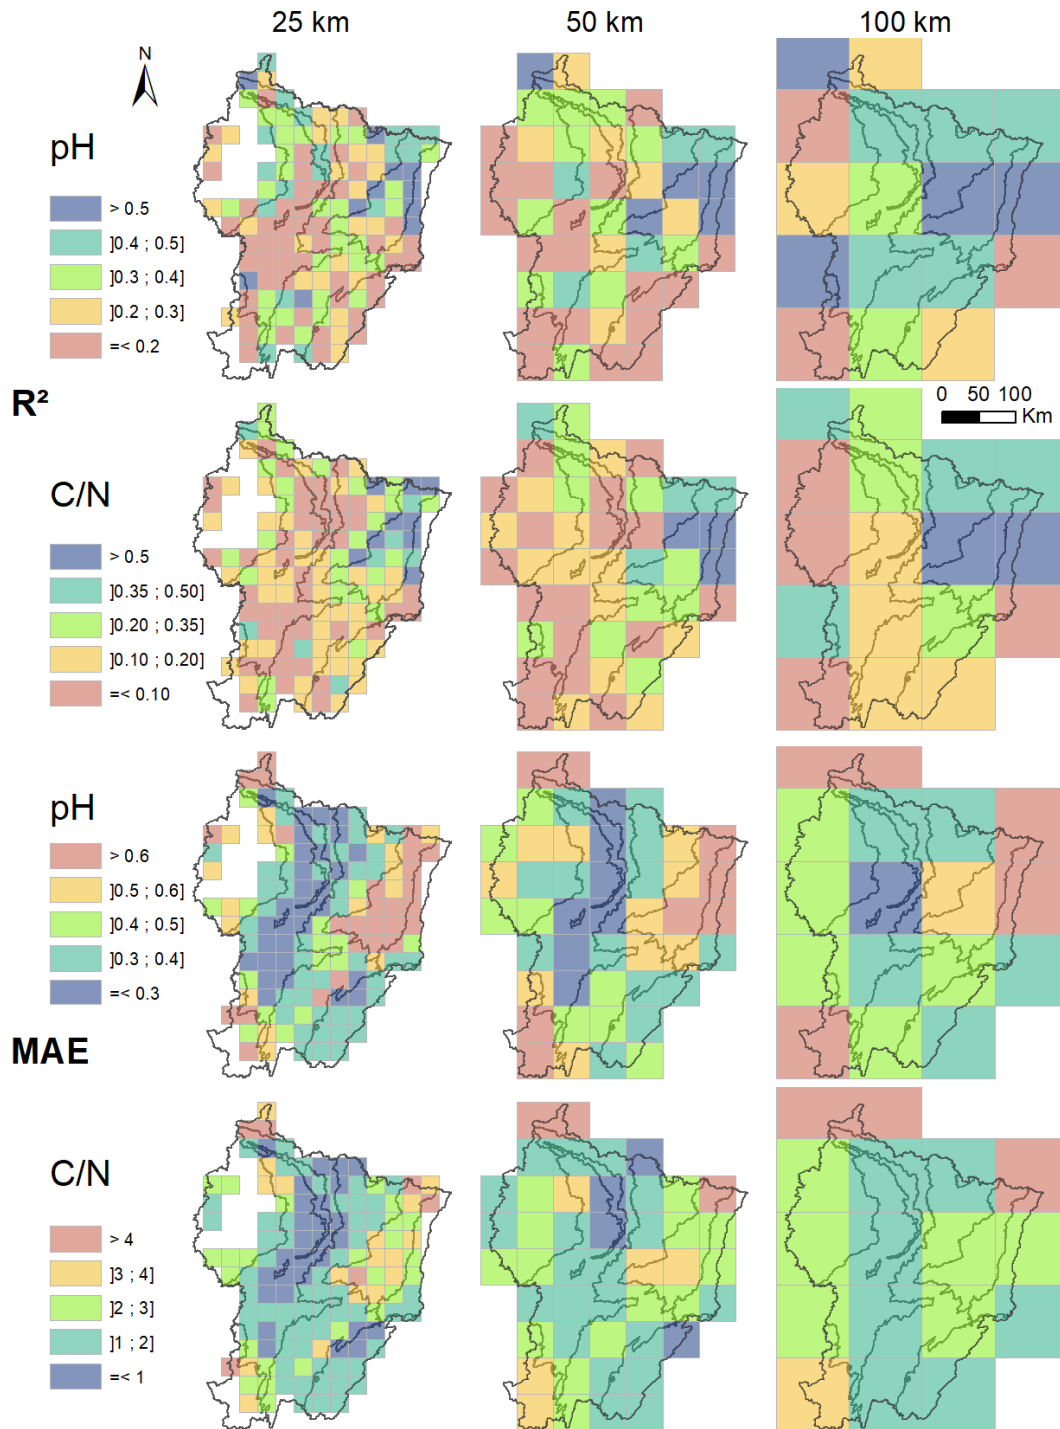 25 km
50 km
100 km
N
pH
> 0.5
]0.4 ; 0.5]
]0.3 ; 0.4]
]0.2 ; 0.3]
=< 0.2
R²
0 50 100
Km
C/N
> 0.5
]0.35 ; 0.50]
]0.20 ; 0.35]
]0.10 ; 0.20]
=< 0.10
pH
> 0.6
]0.5 ; 0.6]
]0.4 ; 0.5]
]0.3 ; 0.4]
=< 0.3
MAE
C/N
> 4
]3 ; 4]
]2 ; 3]
]1 ; 2]
=< 1